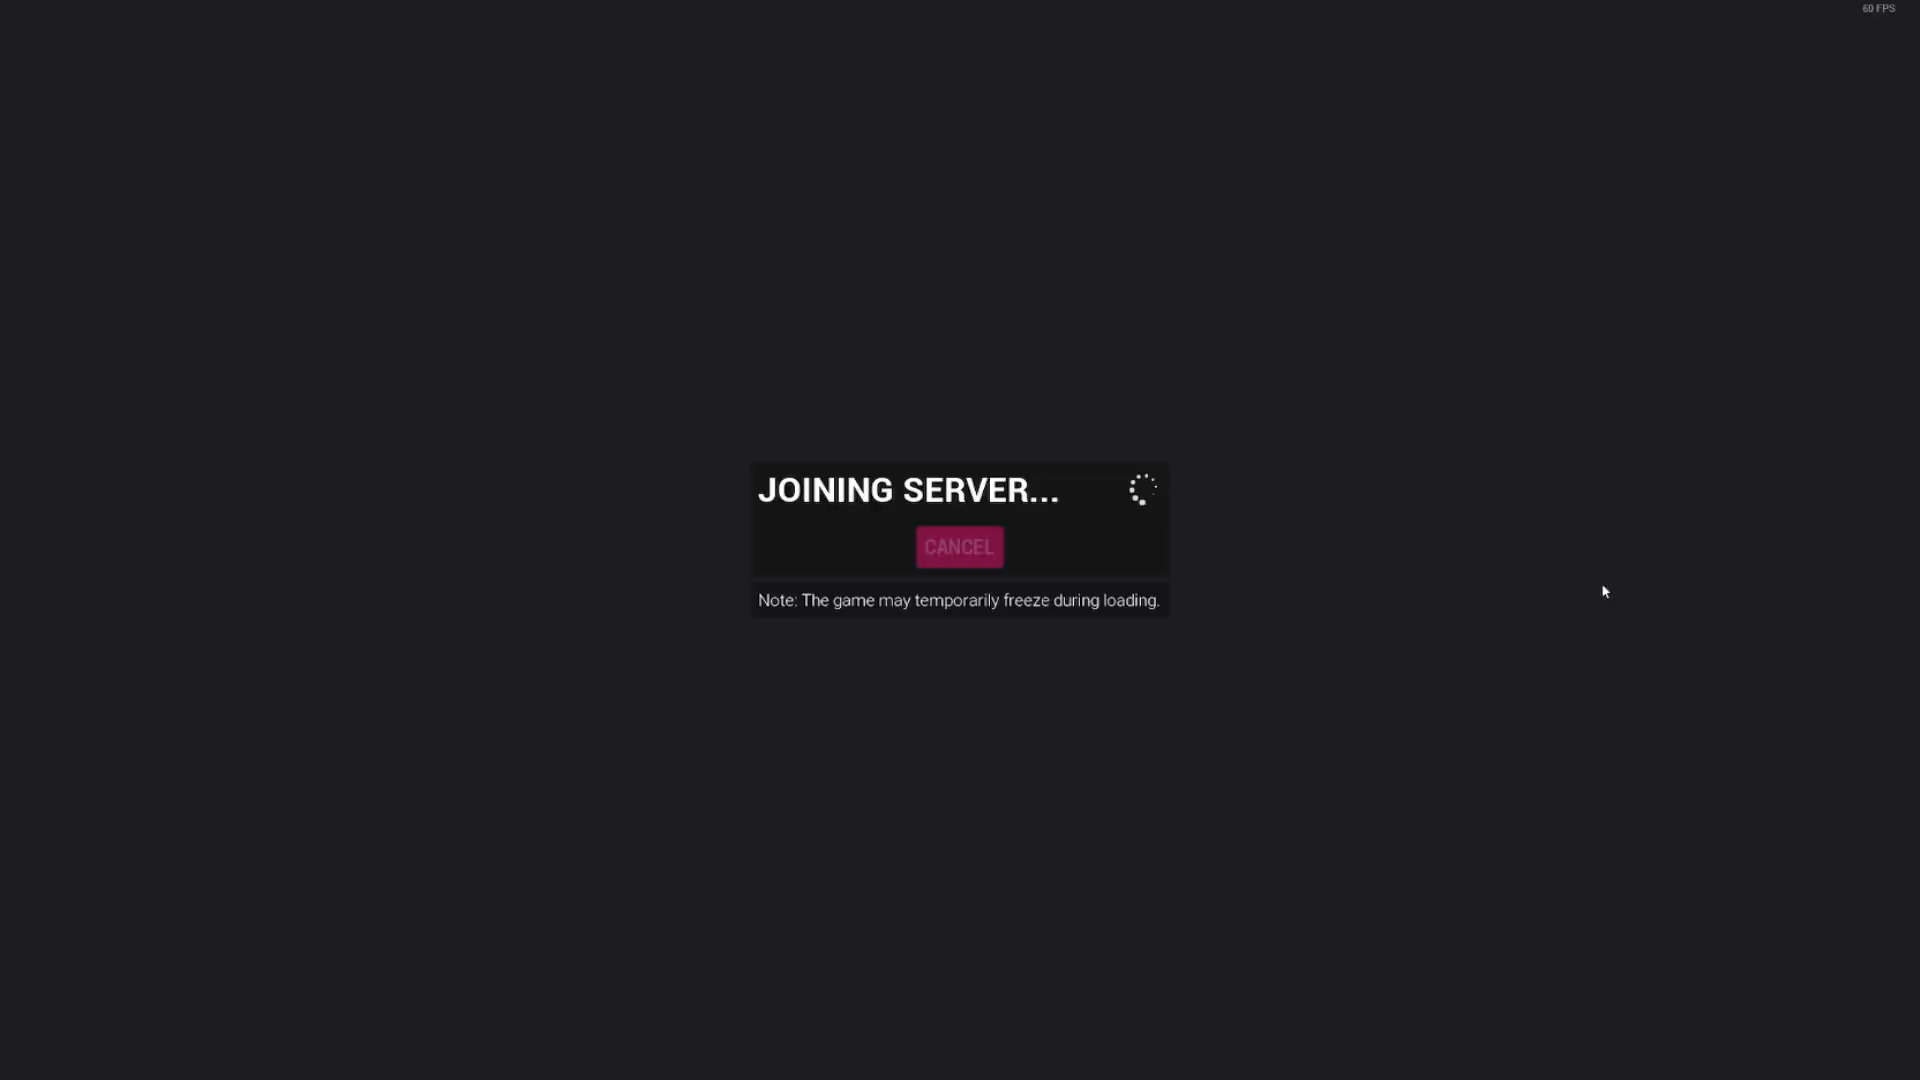 60 FPS
JOINING SERVER...
CANCEL
Note: The game may temporarily freeze during loading.